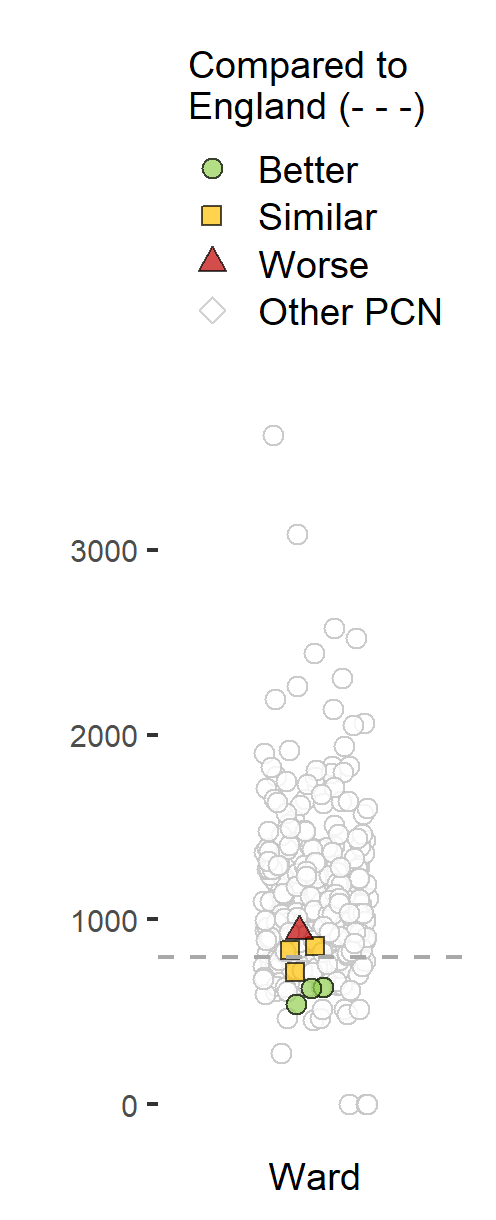 Compared to
England (- - -)
Better
Similar
Worse
Other PCN
3000
2000
1000
0
Ward